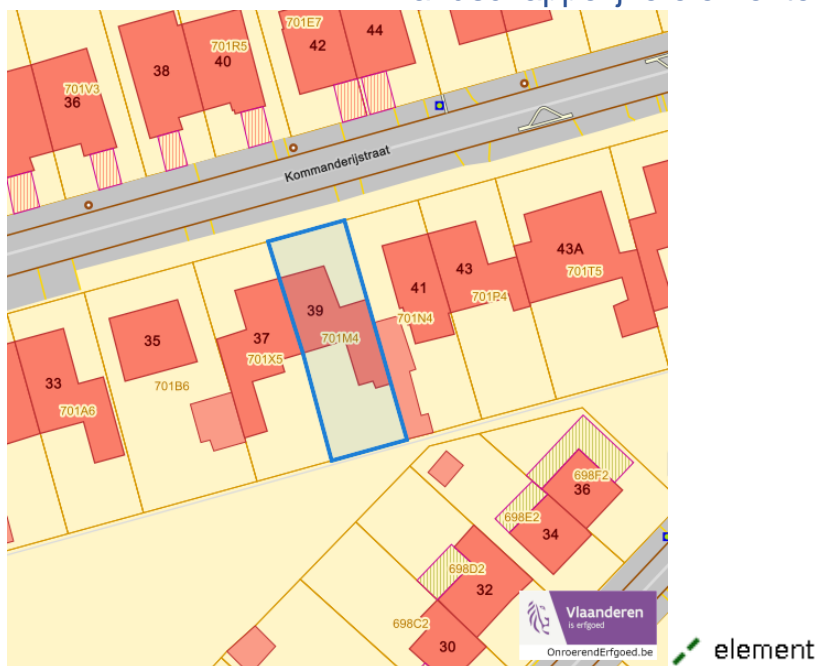 42
44
701E7
701R5
38
40
701V3
36
Kommanderijstraat
43A
701T5
43
41
701P4
701N4
39
701M4
37
701X5
35
701B6
33
701A6
698F2
36
698E2
34
698D2
32
698C2
30
Vlaanderen
is erfgoed
OnroerendErfgoed.be
element